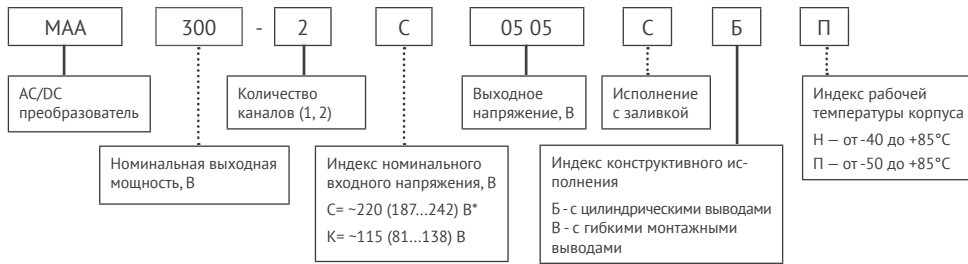 МАА 300 - 2 С 05 05 С Б П
AC/DC
преобразователь
Количество
каналов (1, 2)
Выходное
напряжение, В
Исполнение
с заливкой
Индекс рабочей
температуры корпуса
Н — от -40 до +85°С
П — от -50 до +85°С
Номинальная выходная
мощность, В
Индекс номинального
входного напряжения, В
С= ~220 (187...242) В*
К= ~115 (81...138) В
Индекс конструктивного ис-
полнения
Б - с цилиндрическими выводами
В - с гибкими монтажными
выводами